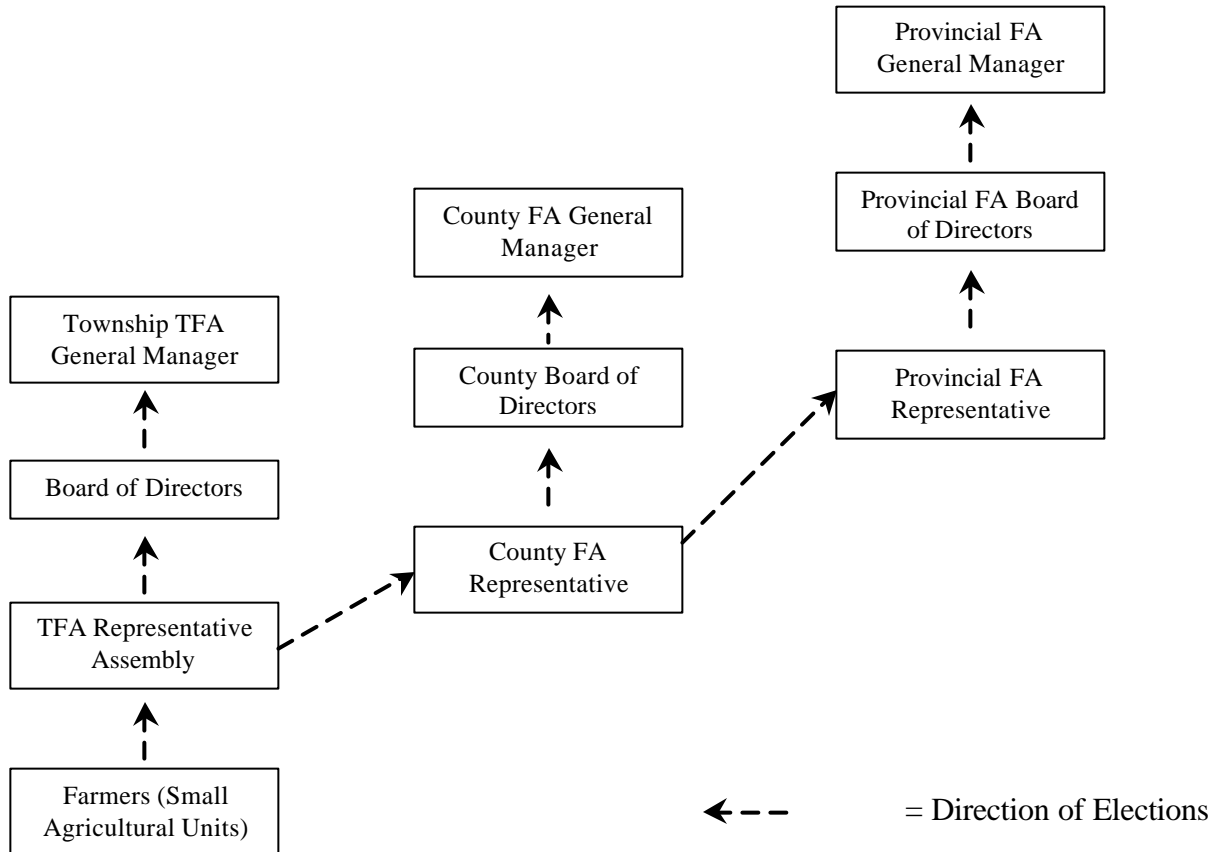 Provincial FA
General Manager
Provincial FA Board
of Directors
Provincial FA
Representative
County FA General
Manager
County Board of
Directors
County FA
Representative
Township TFA
General Manager
Board of Directors
TFA Representative
Assembly
Farmers (Small
Agricultural Units)
= Direction of Elections